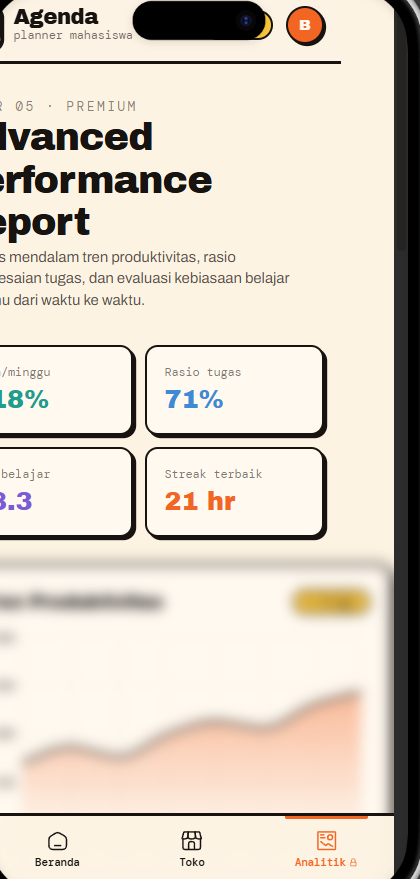 Agenda
planner mahasiswa
B
05 · PREMIUM
dvanced
erformance
eport
s mendalam tren produktivitas, rasio
esaian tugas, dan evaluasi kebiasaan belajar
u dari waktu ke waktu.
/minggu
18%
Rasio tugas
71%
belajar
3.3
Streak terbaik
21 hr
Produktivitas
Beranda
Toko
Analitik